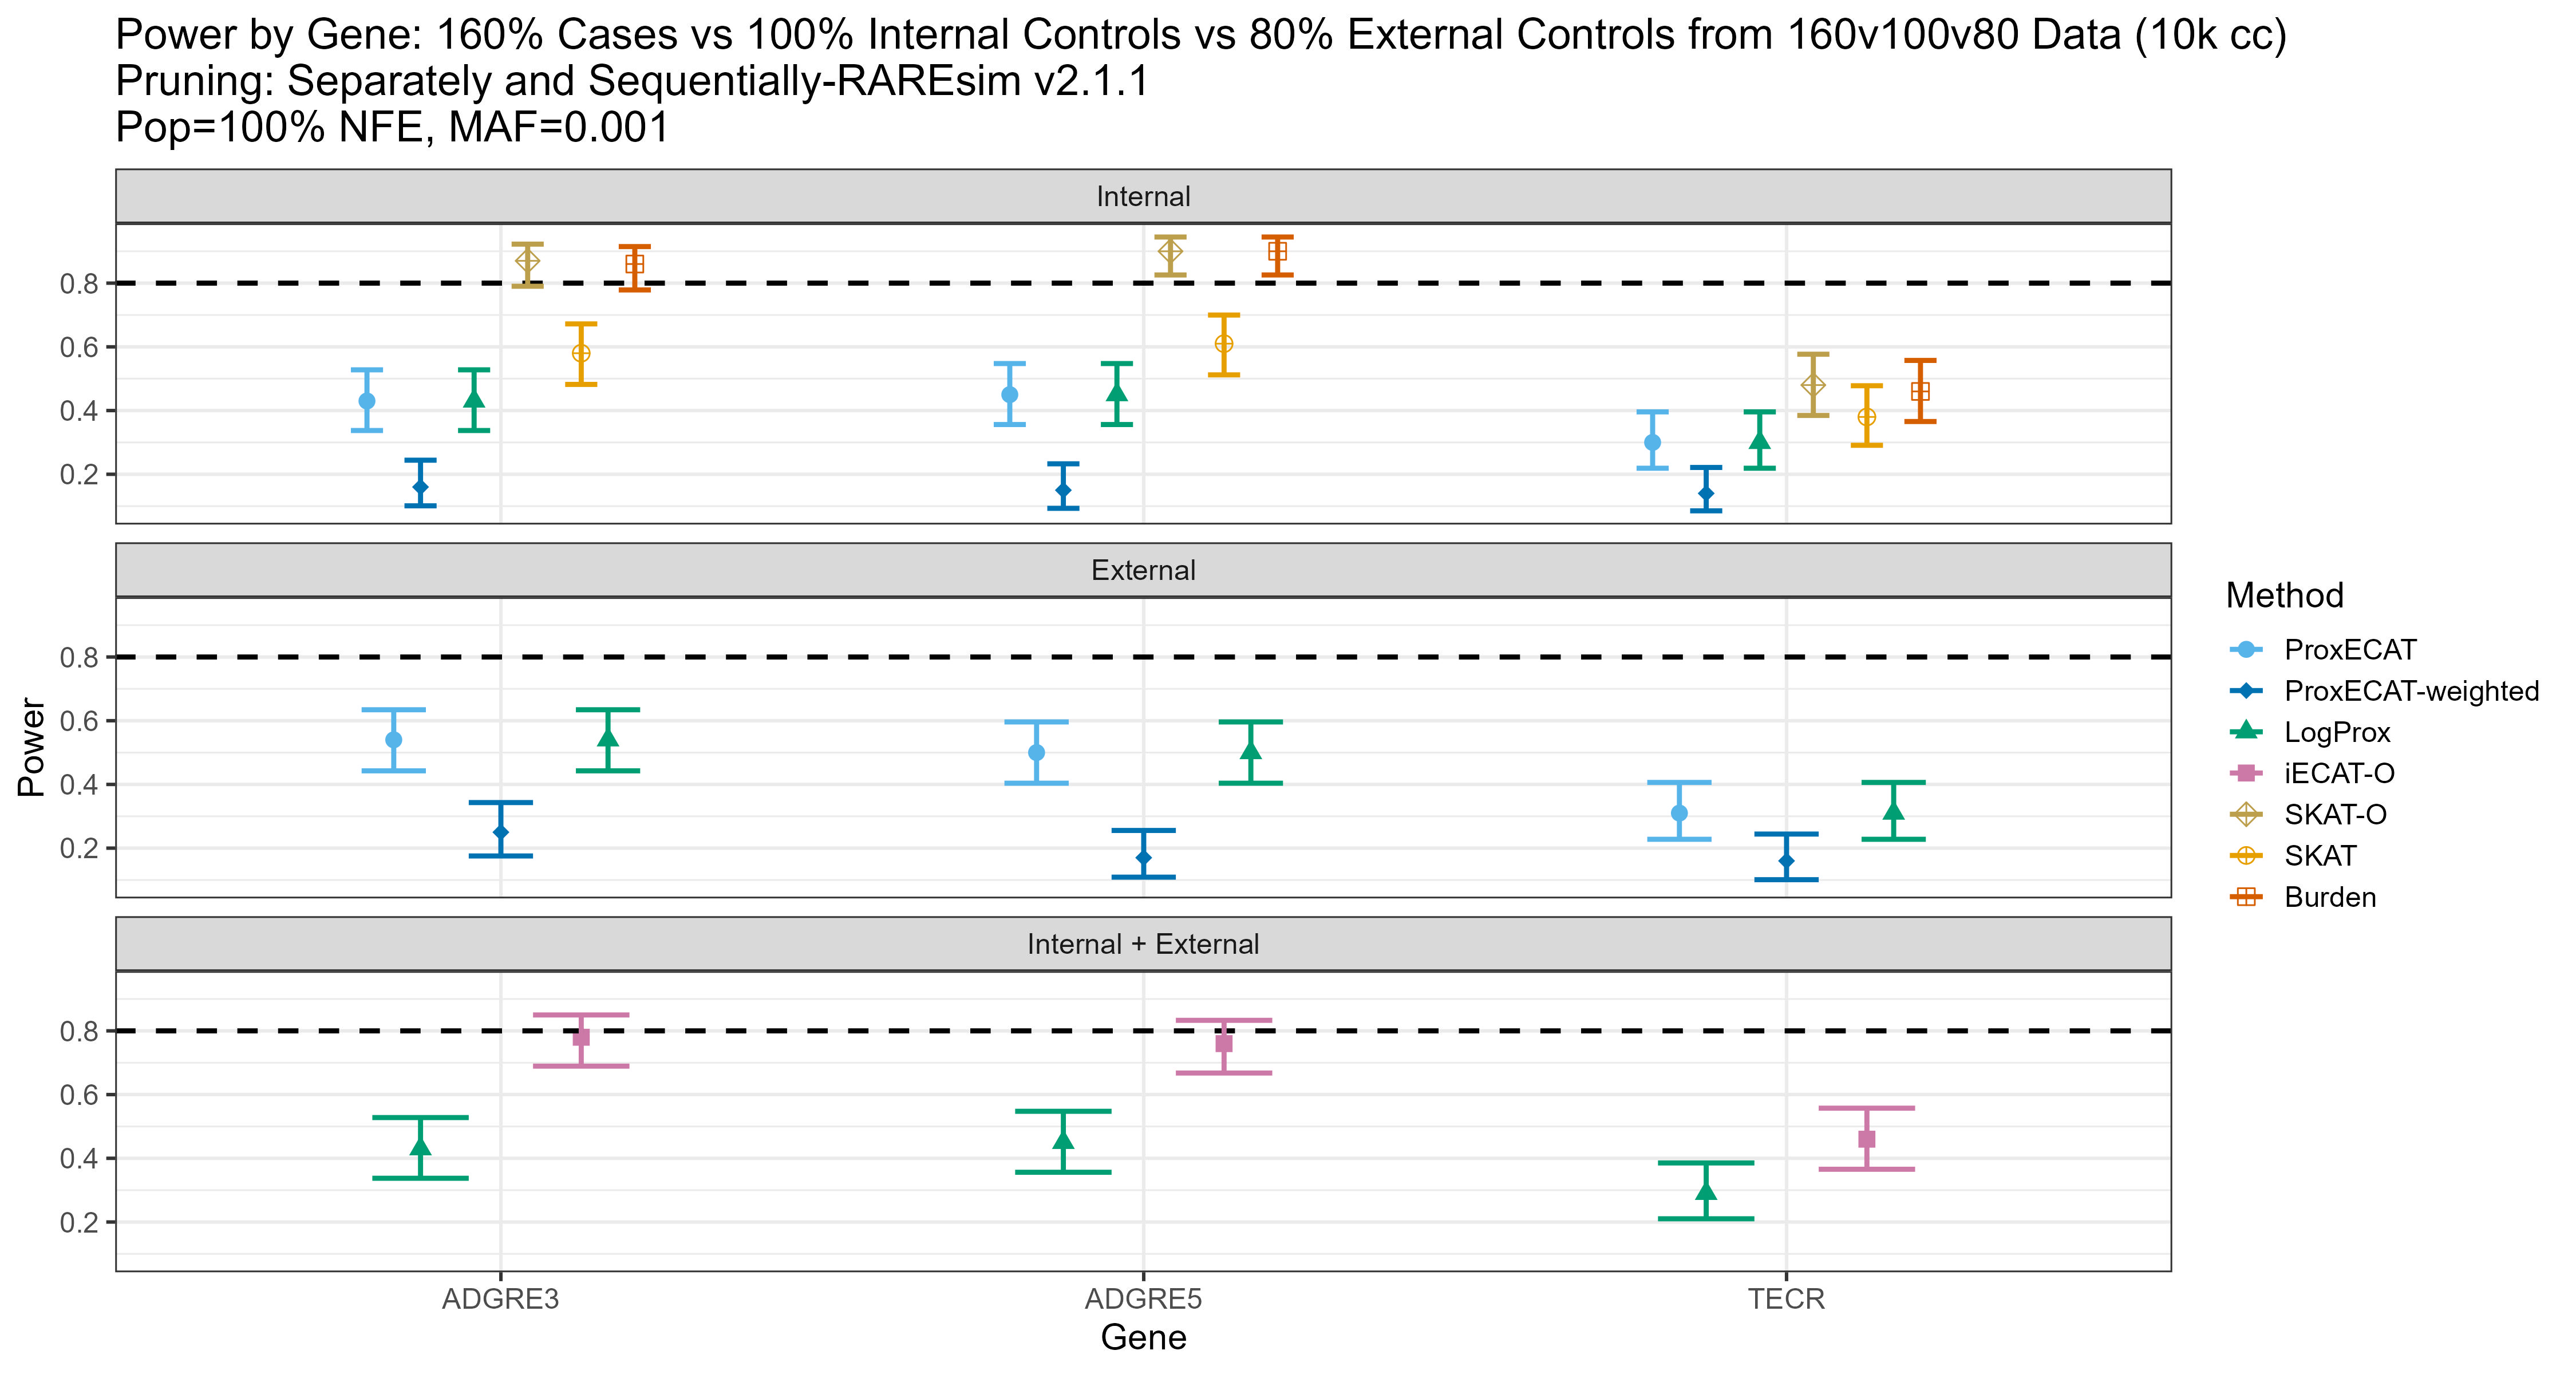 Power by Gene: 160% Cases vs 100% Internal Controls vs 80% External Controls from 160v100v80 Data (10k cc)
Pruning: Separately and Sequentially-RAREsim v2.1.1
Pop=100% NFE, MAF=0.001
Internal
0.8
0.6
0.4
0.2
External
0.8
0.6
0.4
0.2
Internal + External
0.8
0.6
0.4
0.2
Power
ADGRE3
ADGRE5
TECR
Gene
Method
ProxECAT
ProxECAT-weighted
LogProx
iECAT-O
SKAT-O
SKAT
Burden